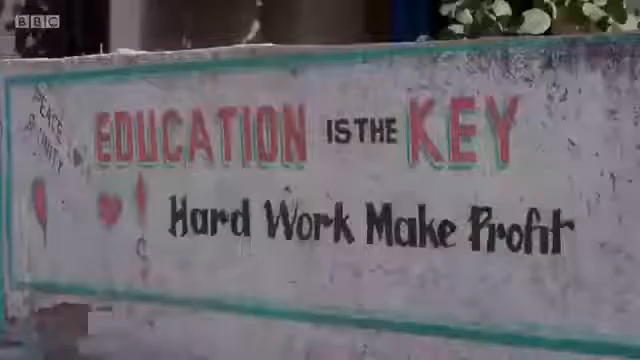 BBC
PEACE
& UNITY
EDUCATION IS THE KEY
Hard Work Make Profit